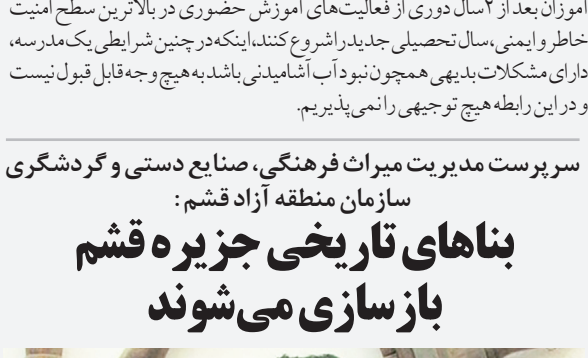 آموزان بعد از ۲سال دوری از فعالیت‌های آموزش حضوری در بالاترین سطح امنیت
خاطر و ایمنی، سال تحصیلی جدید را شروع کنند، اینکه در چنین شرایطی یک مدرسه،
دارای مشکلات بدیهی همچون نبود آب آشامیدنی باشد به هیچ وجه قابل قبول نیست
و در این رابطه هیچ توجیهی را نمی‌پذیریم.
سرپرست مدیریت میراث فرهنگی، صنایع دستی و گردشگری
سازمان منطقه آزاد قشم :
بناهای تاریخی جزیره قشم
بازسازی می‌شوند